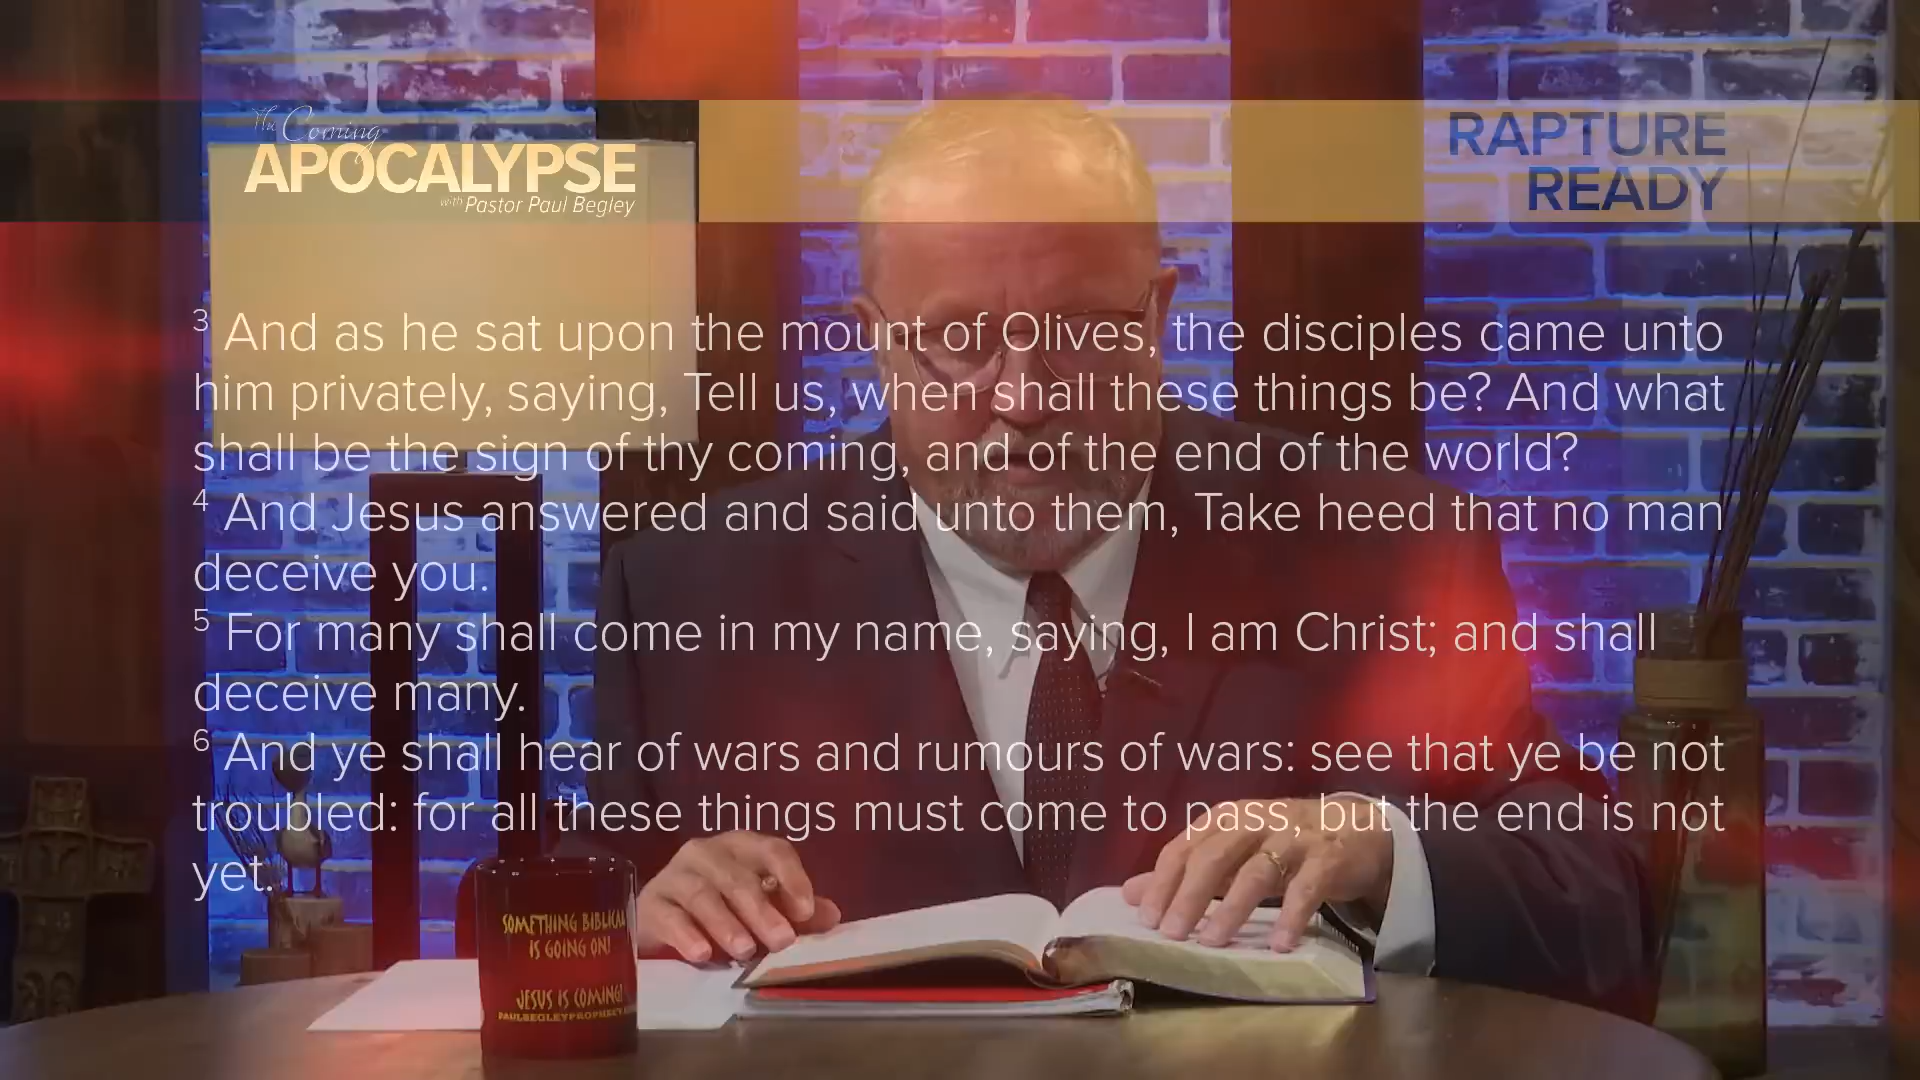 The Coming
APOCALYPSE
with Pastor Paul Begley
RAPTURE
READY
3 And as he sat upon the mount of Olives, the disciples came unto
him privately, saying, Tell us, when shall these things be? And what
shall be the sign of thy coming, and of the end of the world?
4 And Jesus answered and said unto them, Take heed that no man
deceive you.
5 For many shall come in my name, saying, I am Christ; and shall
deceive many.
6 And ye shall hear of wars and rumours of wars: see that ye be not
troubled: for all these things must come to pass, but the end is not
yet.
SOMETHING BIBLICAL
IS GOING ON!
JESUS IS COMING!